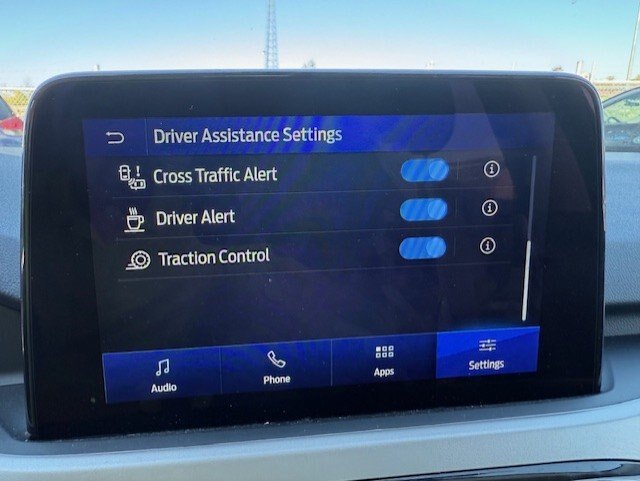 Driver Assistance Settings
Cross Traffic Alert
Driver Alert
Traction Control
Audio
Phone
Apps
Settings